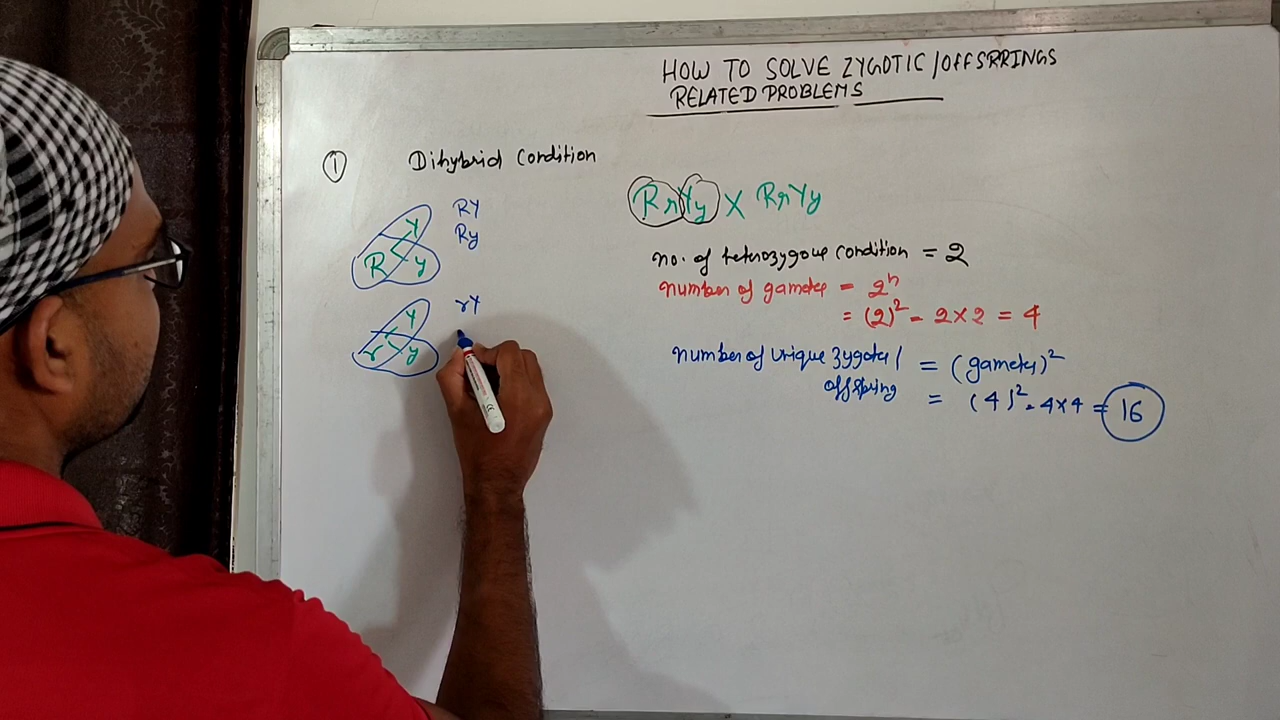 HOW TO SOLVE ZYGOTIC/OFFSRRINGS
RELATED PROBLEMS
① Dihybrid Condition
RrYy X RrYy
R Y y
RY
Ry
r Y y
rY
no. of heterozygous condition = 2
number of gametes = 2ⁿ
= (2)² = 2×2 = 4
number of unique zygotes/ = (gametes)²
offspring = (4)² = 4×4 = 16